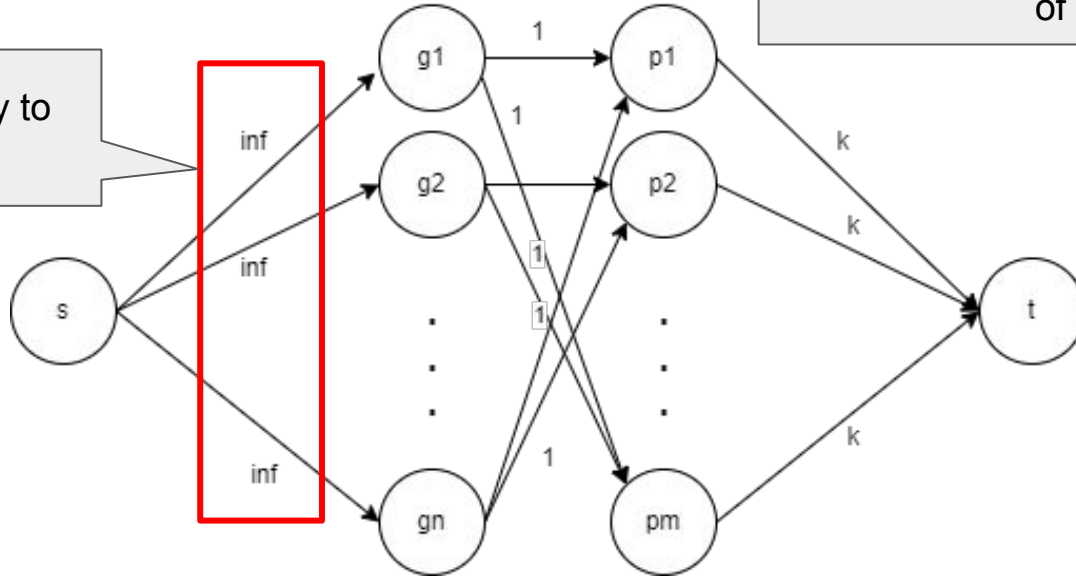 of
y to
1
g1
p1
inf
1
k
g2
p2
k
1
inf
1
s
t
.
.
.
.
.
.
k
1
inf
gn
pm